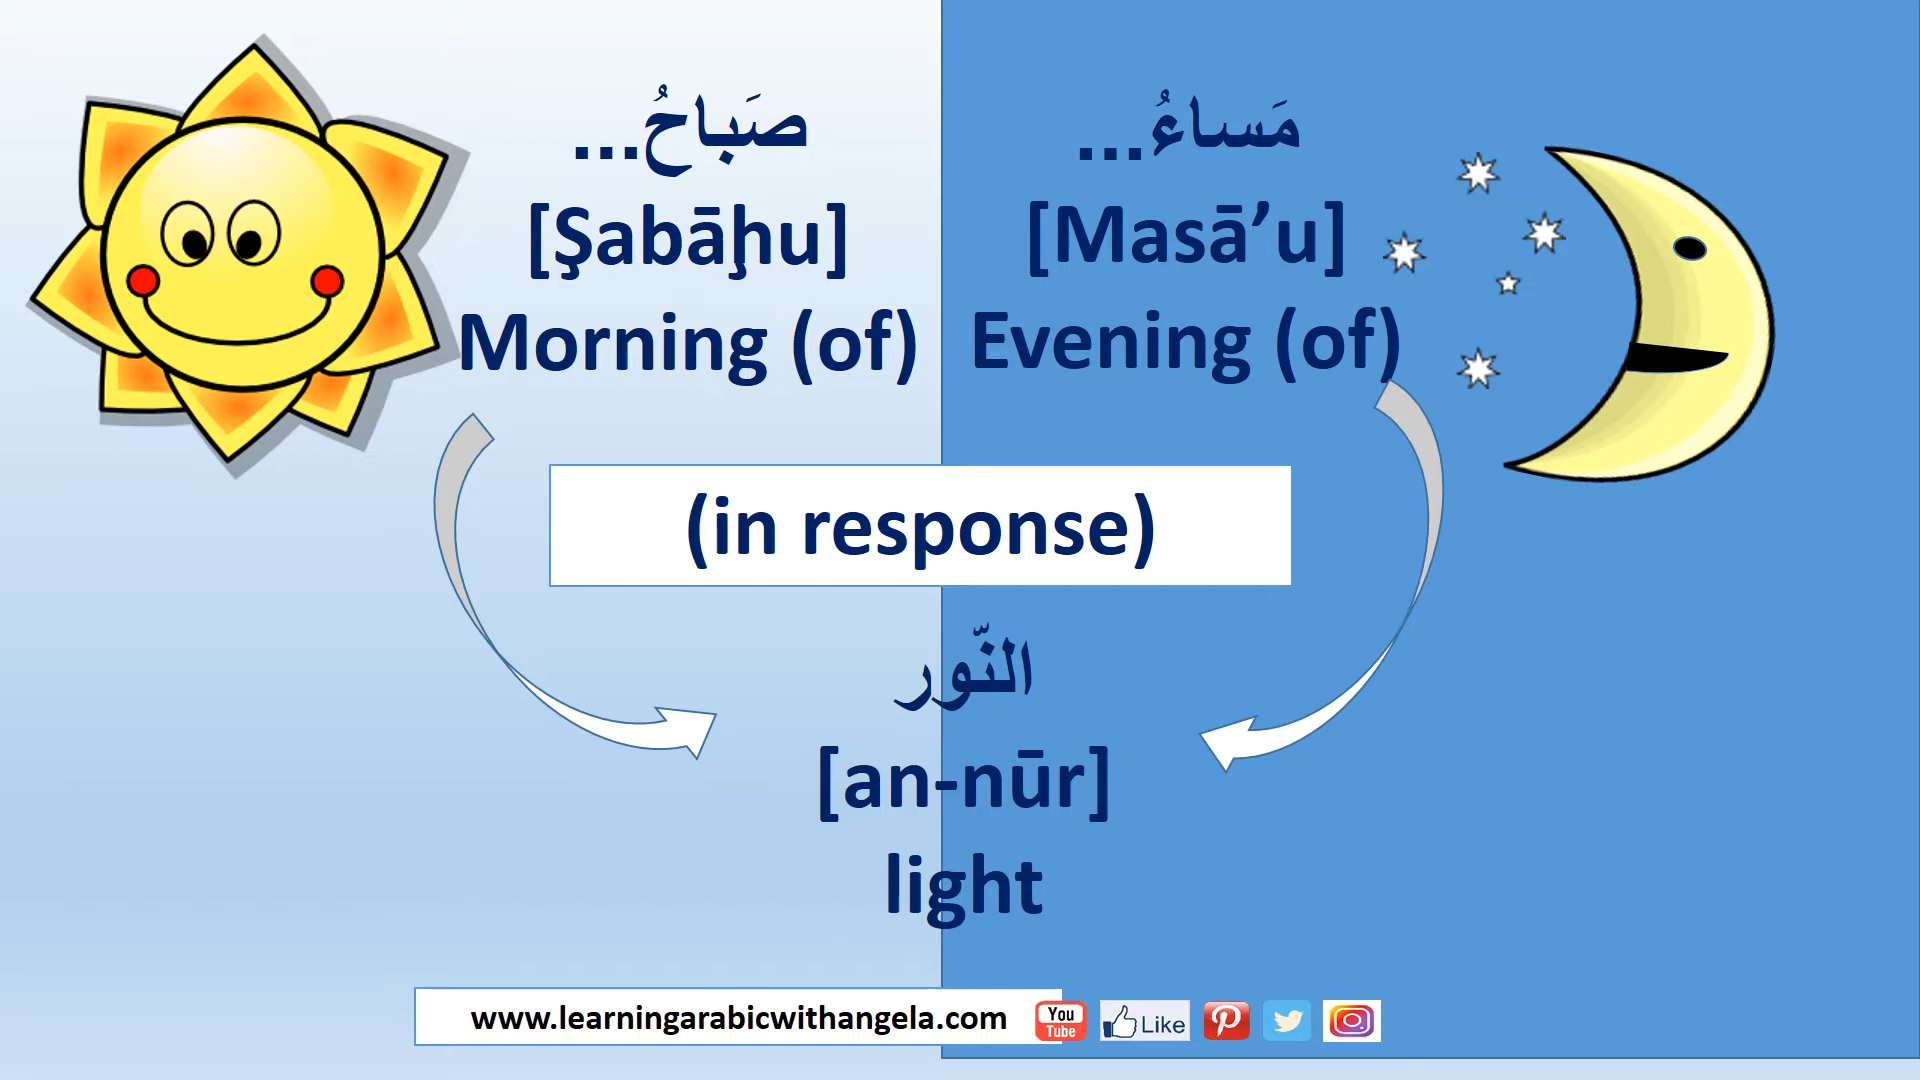 صَباحُ...
[Şabāḩu]
Morning (of)
مَساءُ...
[Masā’u]
Evening (of)
(in response)
النّور
[an-nūr]
light
www.learningarabicwithangela.com
You
Tube
Like